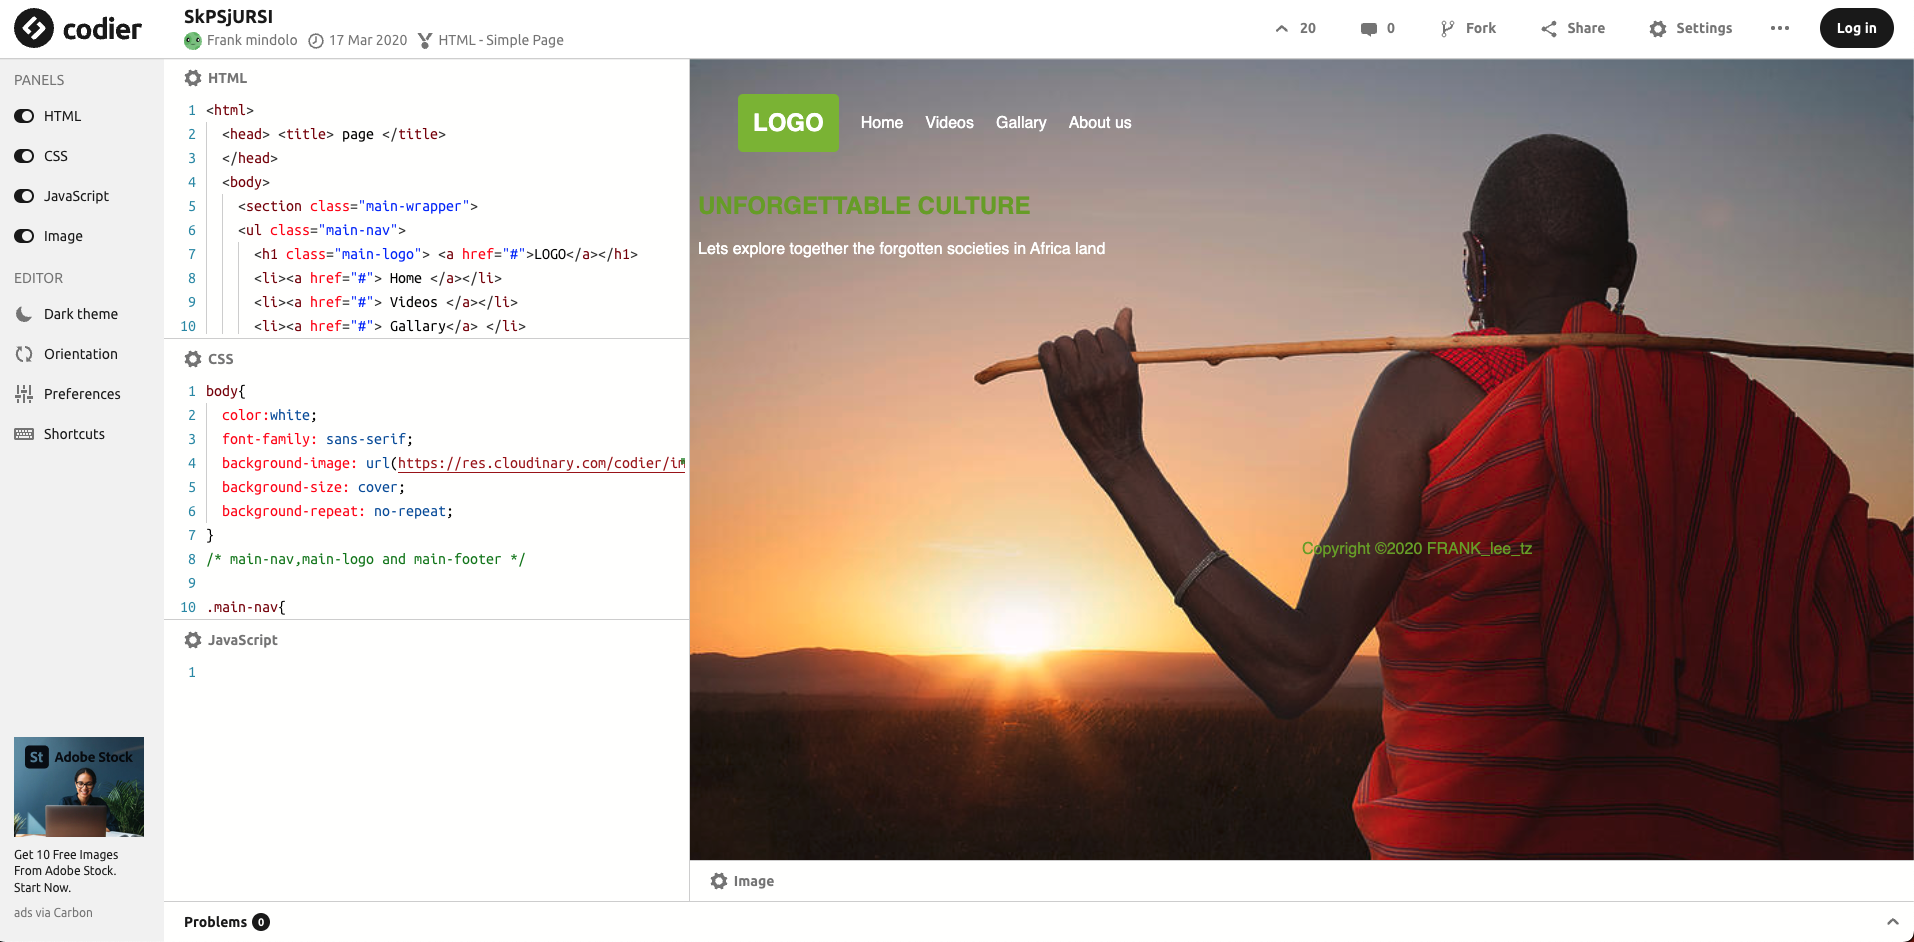 codier
SkPSjURSI
Frank mindolo 17 Mar 2020 HTML - Simple Page
20 0 Fork Share Settings Log in
PANELS
HTML
CSS
JavaScript
Image
EDITOR
Dark theme
Orientation
Preferences
Shortcuts
St Adobe Stock
Get 10 Free Images
From Adobe Stock.
Start Now.
ads via Carbon
HTML
1 <html>
2 <head> <title> page </title>
3 </head>
4 <body>
5 <section class="main-wrapper">
6 <ul class="main-nav">
7 <h1 class="main-logo"> <a href="#">LOGO</a></h1>
8 <li><a href="#"> Home </a></li>
9 <li><a href="#"> Videos </a></li>
10 <li><a href="#"> Gallary</a> </li>
CSS
1 body{
2 color:white;
3 font-family: sans-serif;
4 background-image: url(https://res.cloudinary.com/codier/im
5 background-size: cover;
6 background-repeat: no-repeat;
7 }
8 /* main-nav,main-logo and main-footer */
9
10 .main-nav{
JavaScript
1
LOGO Home Videos Gallary About us
UNFORGETTABLE CULTURE
Lets explore together the forgotten societies in Africa land
Copyright ©2020 FRANK_lee_tz
Image
Problems 0